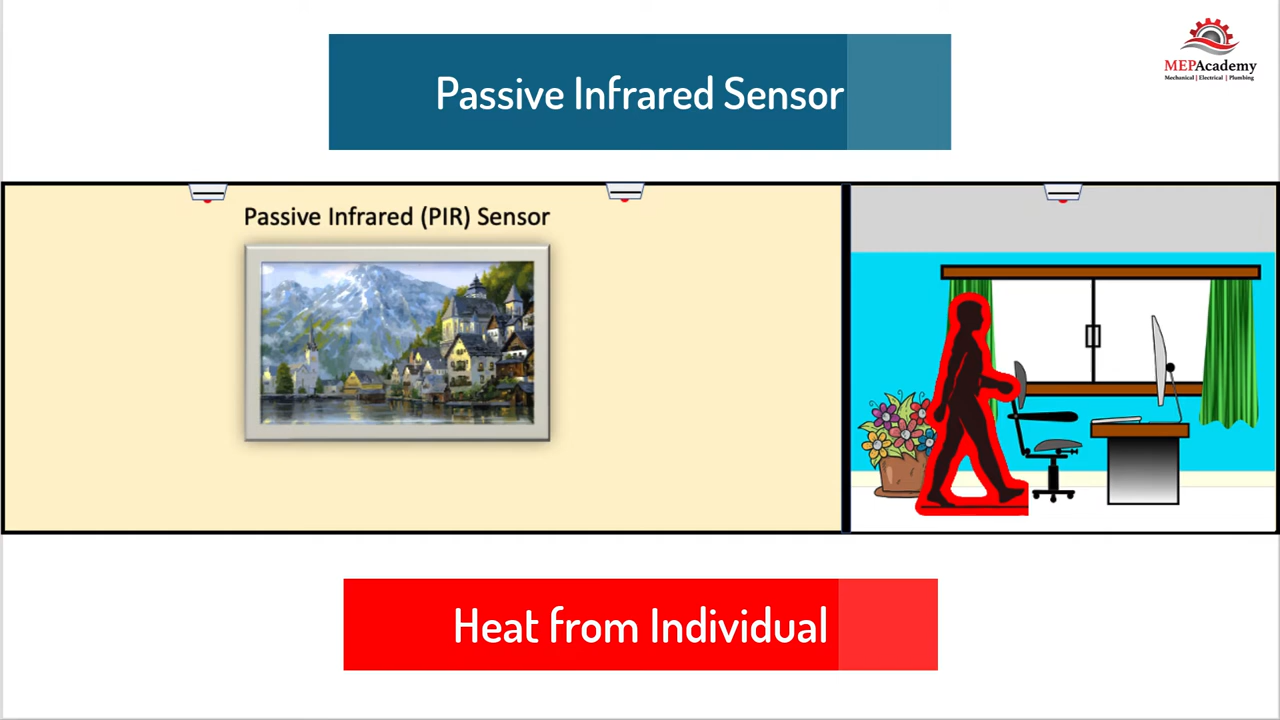 Passive Infrared Sensor
MEPAcademy
Mechanical | Electrical | Plumbing
Passive Infrared (PIR) Sensor
Heat from Individual